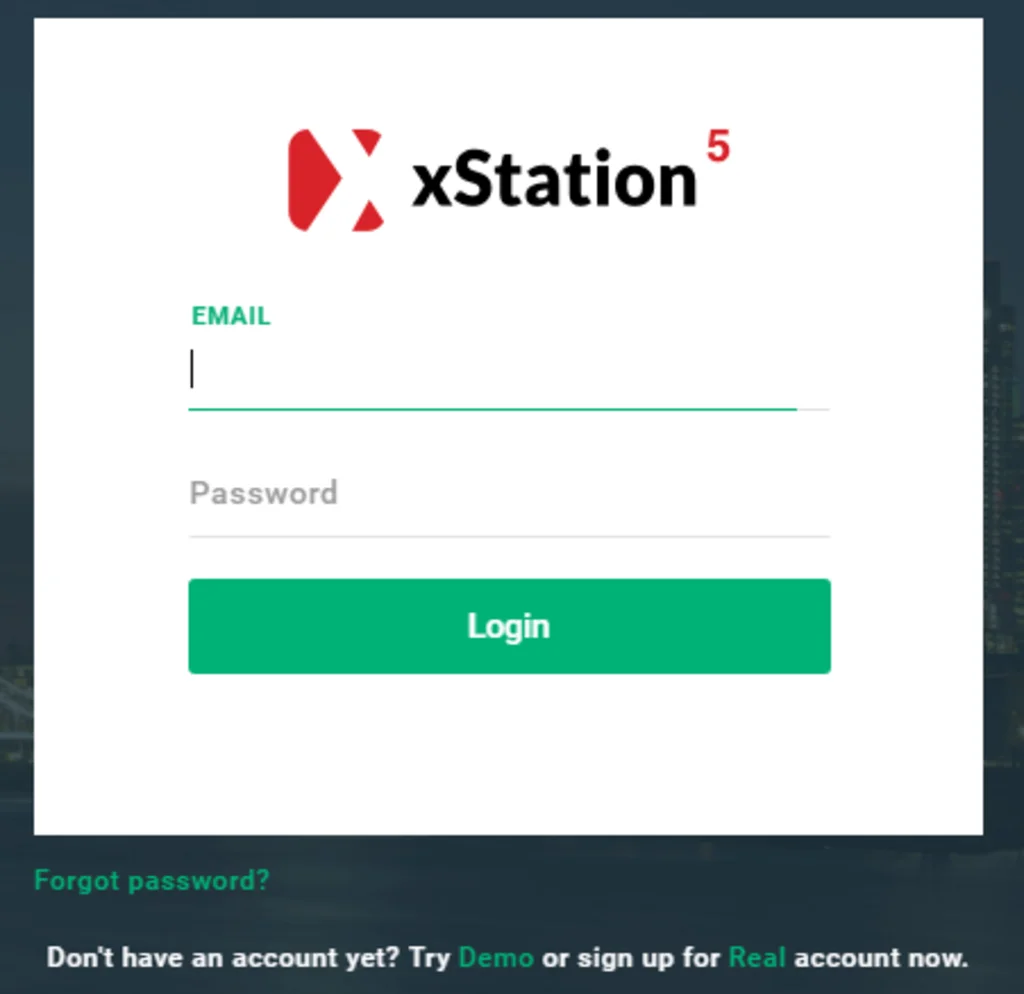 xStation 5
EMAIL
Password
Login
Forgot password?
Don't have an account yet? Try Demo or sign up for Real account now.